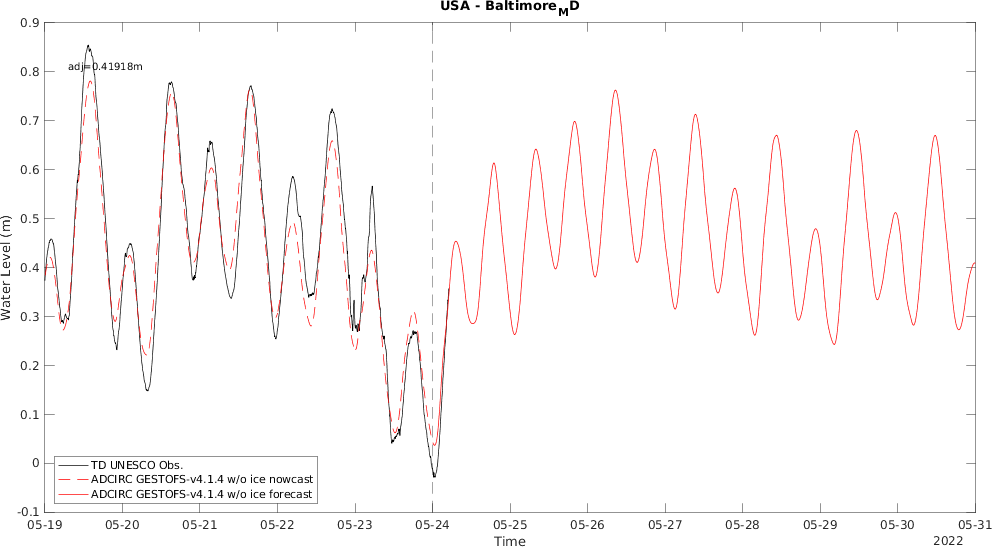 USA - Baltimore_MD
0.9
0.8
0.7
0.6
0.5
0.4
0.3
0.2
0.1
0
-0.1
Water Level (m)
adj=0.41918m
TD UNESCO Obs.
ADCIRC GESTOFS-v4.1.4 w/o ice nowcast
ADCIRC GESTOFS-v4.1.4 w/o ice forecast
05-19 05-20 05-21 05-22 05-23 05-24 05-25 05-26 05-27 05-28 05-29 05-30 05-31
Time
2022